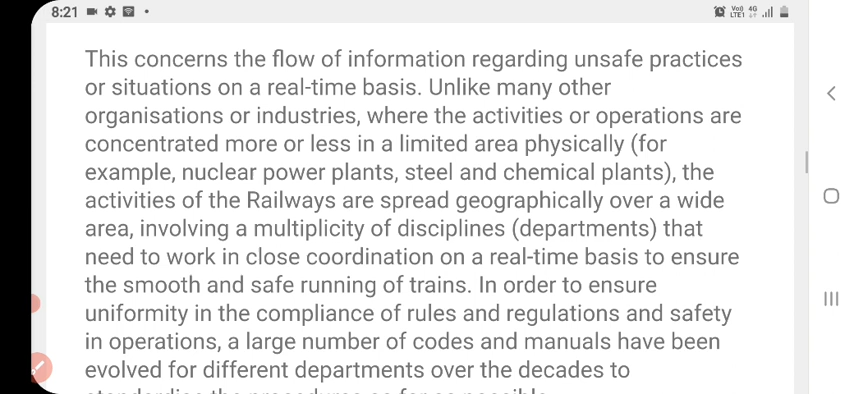 8:21
Vo)) 4G
LTE1
This concerns the flow of information regarding unsafe practices
or situations on a real-time basis. Unlike many other
organisations or industries, where the activities or operations are
concentrated more or less in a limited area physically (for
example, nuclear power plants, steel and chemical plants), the
activities of the Railways are spread geographically over a wide
area, involving a multiplicity of disciplines (departments) that
need to work in close coordination on a real-time basis to ensure
the smooth and safe running of trains. In order to ensure
uniformity in the compliance of rules and regulations and safety
in operations, a large number of codes and manuals have been
evolved for different departments over the decades to